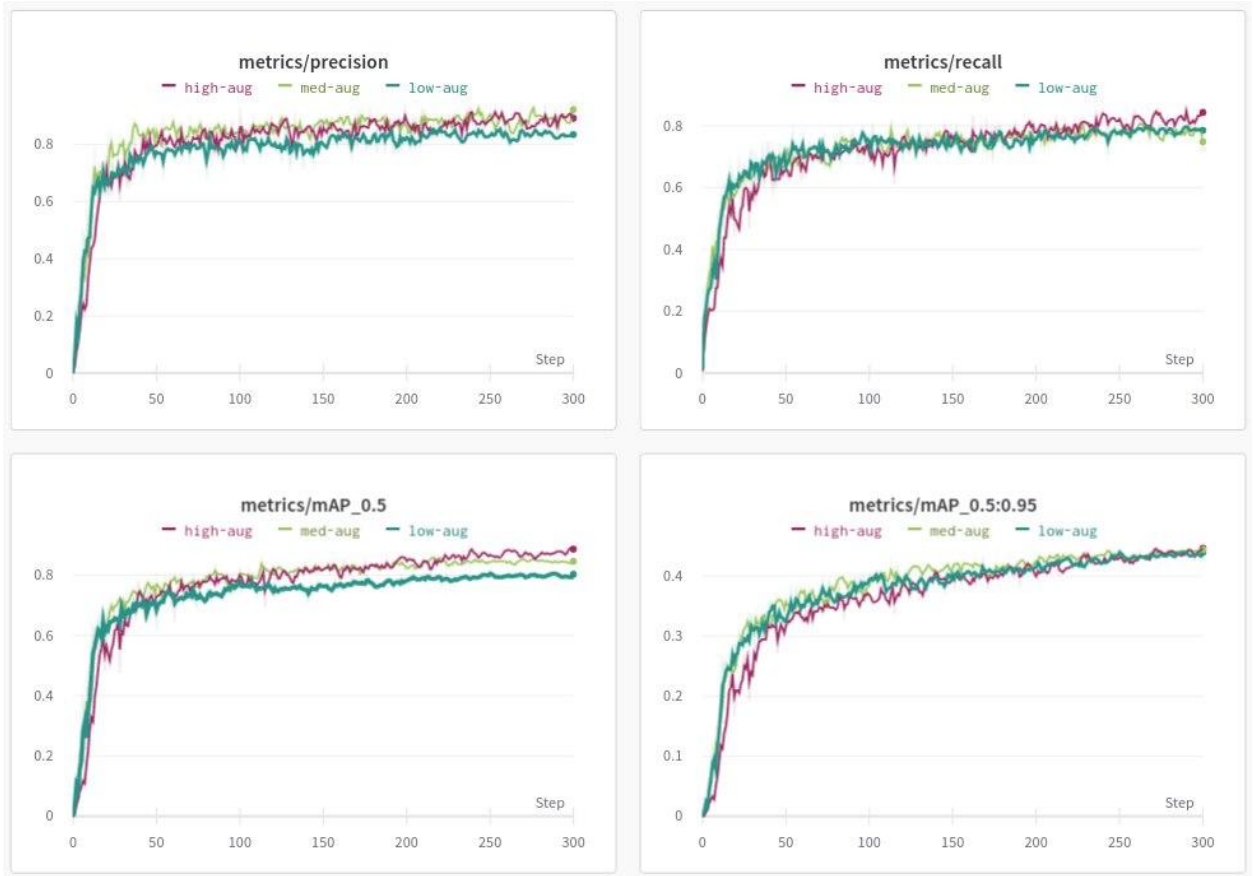 metrics/precision
high-aug med-aug low-aug
0.8
0.6
0.4
0.2
0
Step
0 50 100 150 200 250 300
metrics/recall
high-aug med-aug low-aug
0.8
0.6
0.4
0.2
0
Step
0 50 100 150 200 250 300
metrics/mAP_0.5
high-aug med-aug low-aug
0.8
0.6
0.4
0.2
0
Step
0 50 100 150 200 250 300
metrics/mAP_0.5:0.95
high-aug med-aug low-aug
0.4
0.3
0.2
0.1
0
Step
0 50 100 150 200 250 300